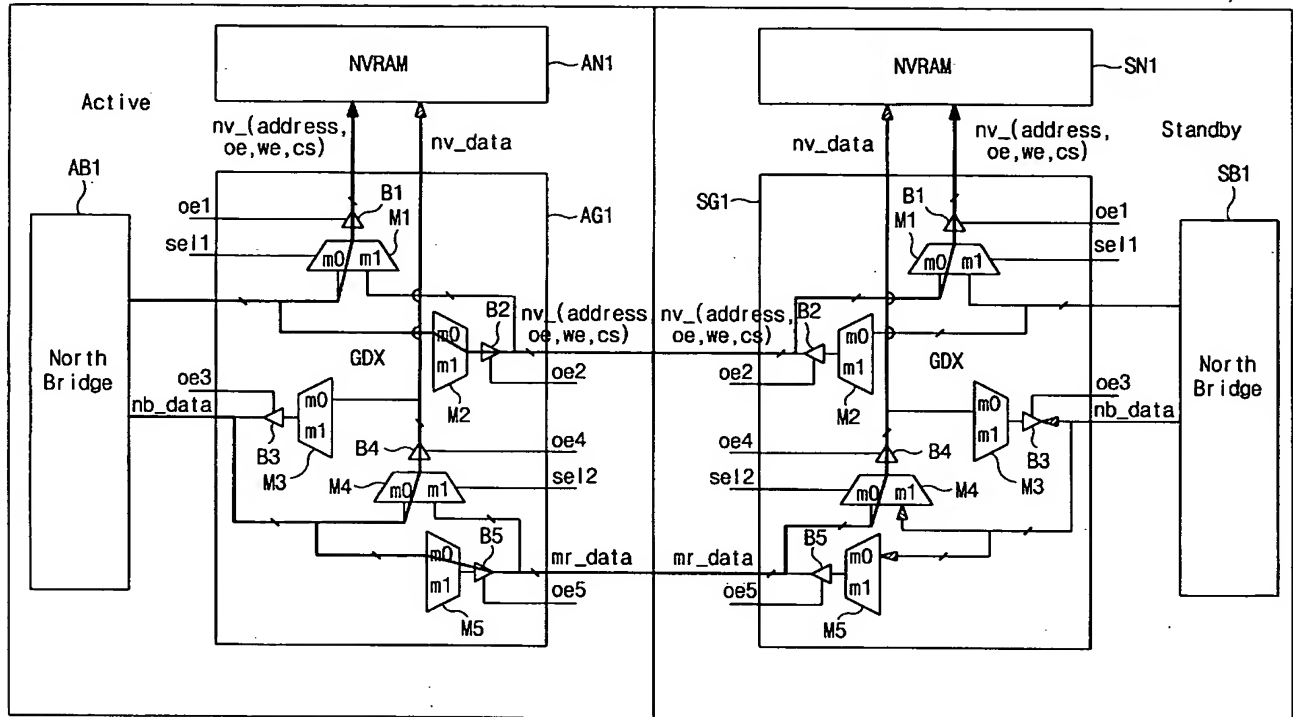 NVRAM
AN1
Active
nv_(address,
oe,we,cs)
nv_data
AB1
oe1
B1
M1
AG1
sel1
m0 m1
North
Bridge
nv_(address,
oe,we,cs)
B2
m0
m1
GDX
oe2
M2
oe3
nb_data
m0
m1
B3
M3
B4
oe4
M4
m0 m1
sel2
B5
m0
m1
mr_data
oe5
M5
NVRAM
SN1
Standby
nv_data
nv_(address,
oe,we,cs)
SB1
SG1
B1
M1
oe1
m0 m1
sel1
nv_(address,
oe,we,cs)
B2
m0
m1
GDX
oe2
M2
North
Bridge
oe3
nb_data
m0
m1
B3
M3
oe4
B4
sel2
m0 m1
M4
B5
m0
m1
mr_data
oe5
M5